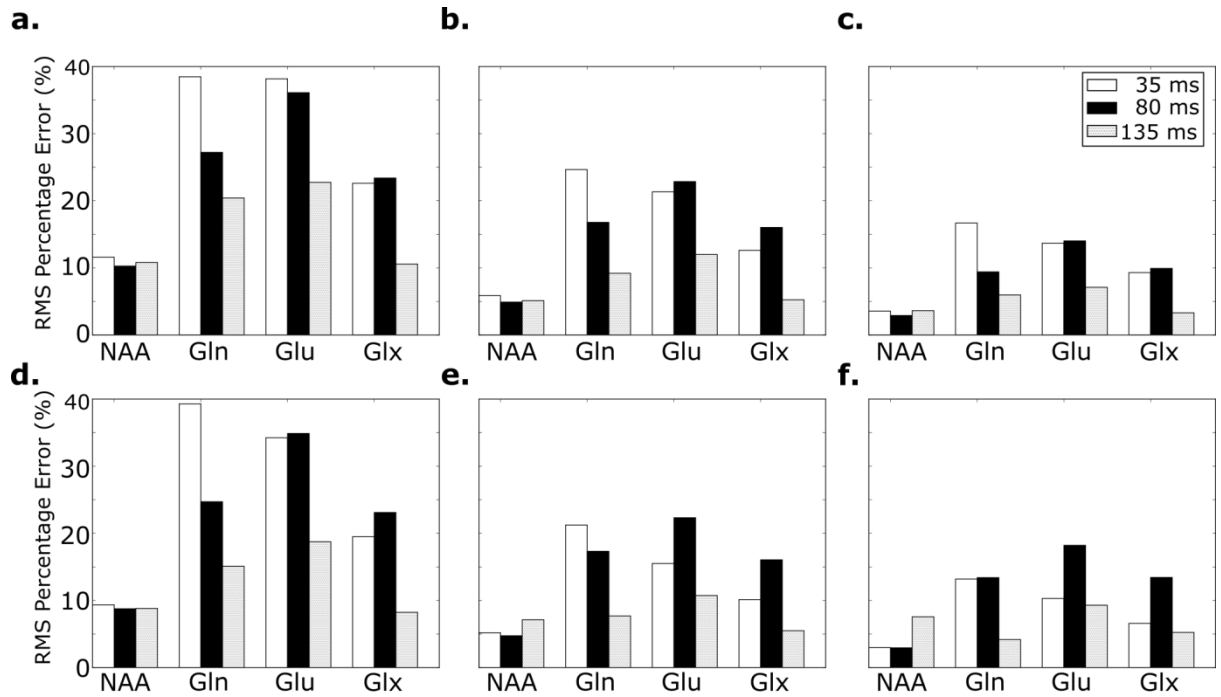 a.
b.
c.
RMS Percentage Error (%)
40
30
20
10
0
35 ms
80 ms
135 ms
NAA Gln Glu Glx
NAA Gln Glu Glx
NAA Gln Glu Glx
d.
e.
f.
RMS Percentage Error (%)
40
30
20
10
0
NAA Gln Glu Glx
NAA Gln Glu Glx
NAA Gln Glu Glx